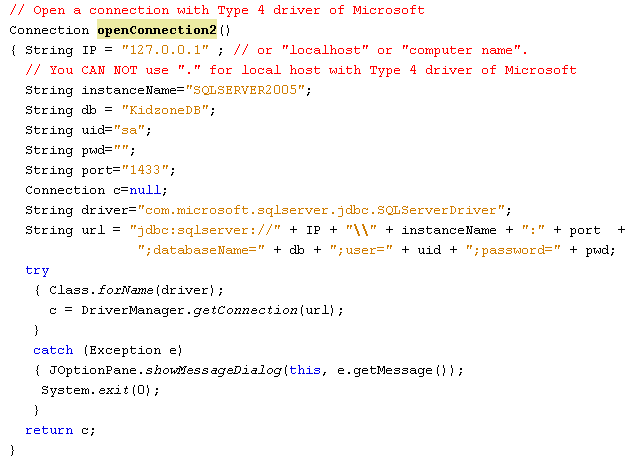 // Open a connection with Type 4 driver of Microsoft
Connection openConnection2()
{ String IP = "127.0.0.1" ; // or "localhost" or "computer name".
  // You CAN NOT use "." for local host with Type 4 driver of Microsoft
  String instanceName="SQLSERVER2005";
  String db = "KidzoneDB";
  String uid="sa";
  String pwd="";
  String port="1433";
  Connection c=null;
  String driver="com.microsoft.sqlserver.jdbc.SQLServerDriver";
  String url = "jdbc:sqlserver://" + IP + "\\" + instanceName + ":" + port  +
                ";databaseName=" + db + ";user=" + uid + ";password=" + pwd;
  try
   { Class.forName(driver);
     c = DriverManager.getConnection(url);
   }
   catch (Exception e)
   { JOptionPane.showMessageDialog(this, e.getMessage());
    System.exit(0);
   }
  return c;
}